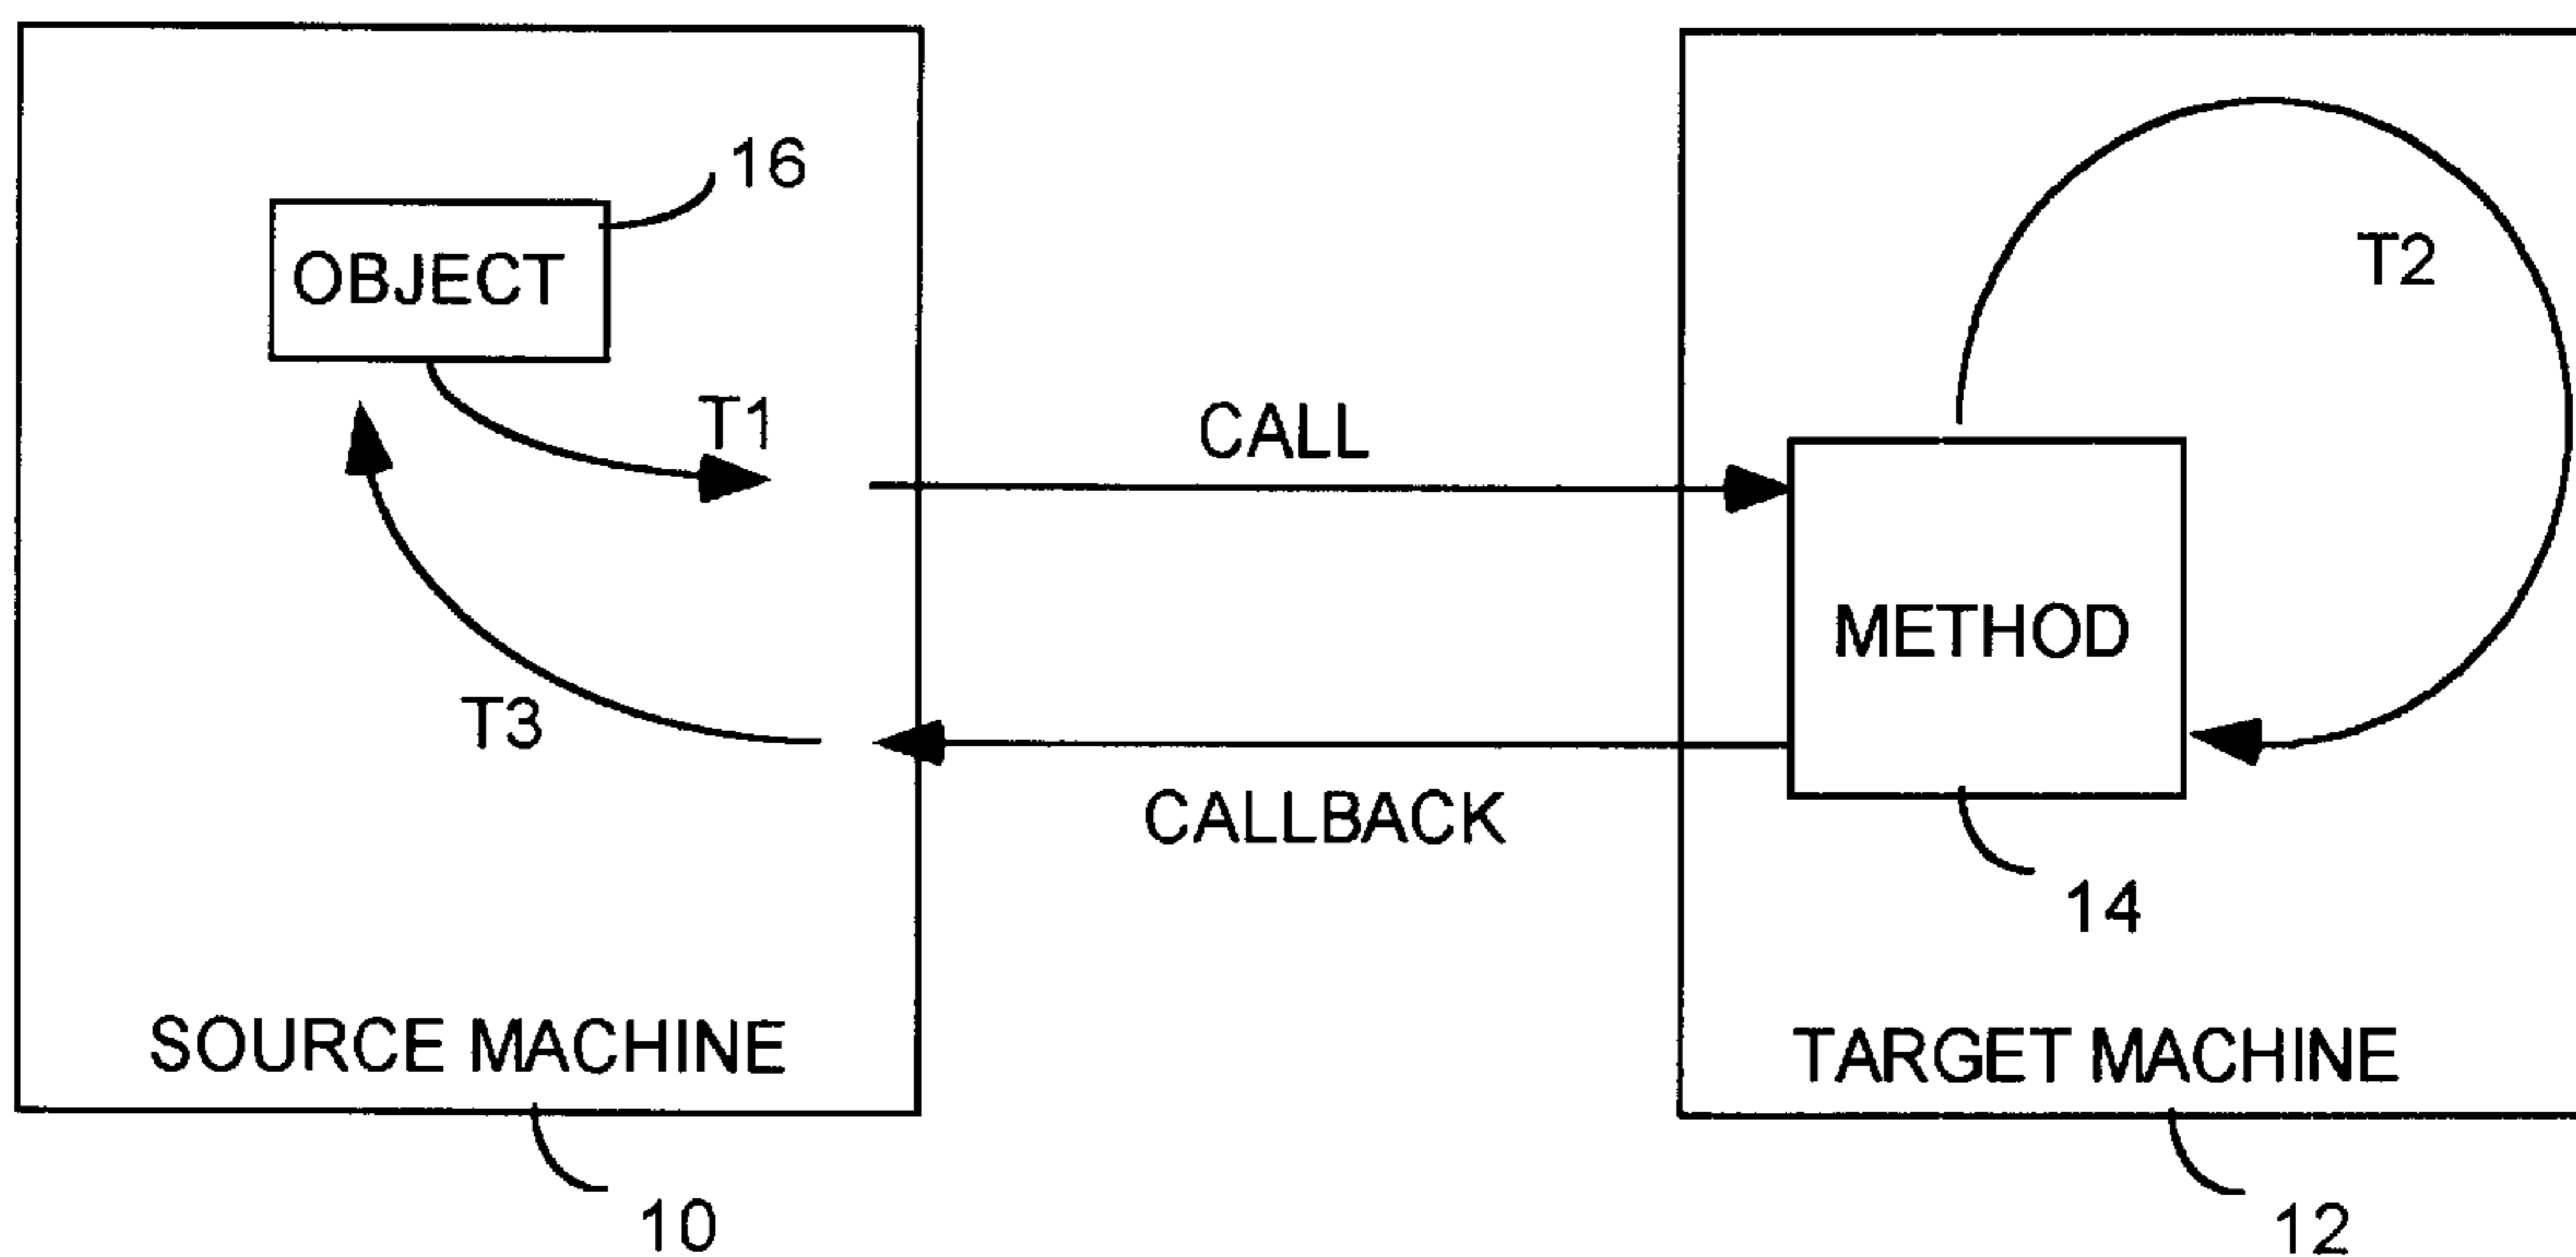 16
OBJECT
T1
T2
CALL
METHOD
T3
CALLBACK
14
SOURCE MACHINE
TARGET MACHINE
10
12